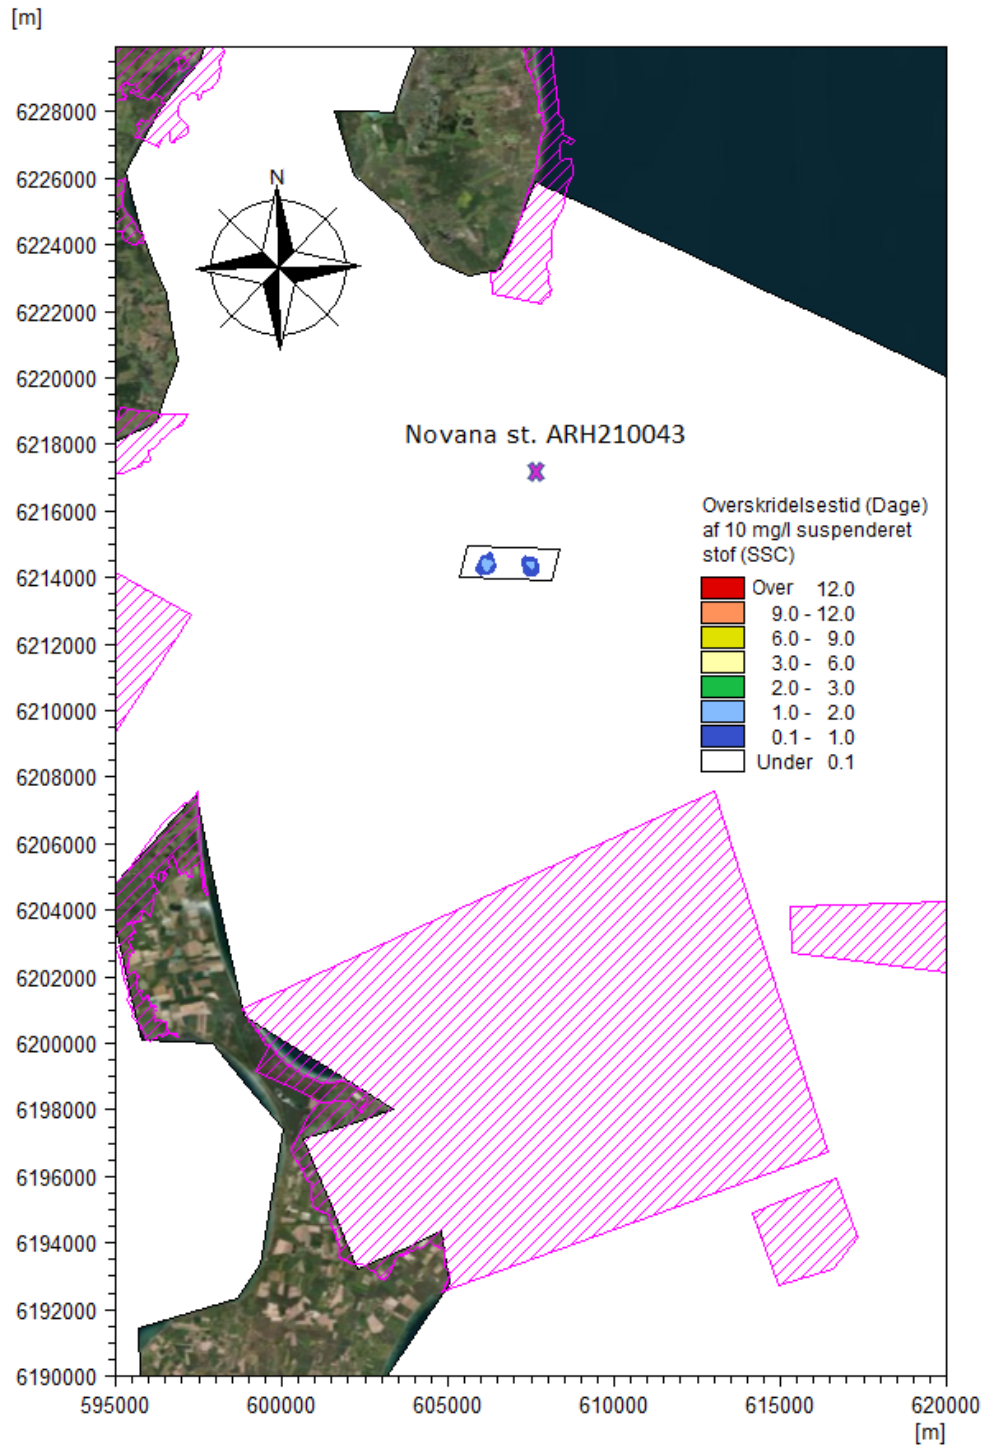 [m]
6228000
6226000
6224000
6222000
6220000
6218000
6216000
6214000
6212000
6210000
6208000
6206000
6204000
6202000
6200000
6198000
6196000
6194000
6192000
6190000
N
Novana st. ARH210043
Overskridelsestid (Dage)
af 10 mg/l suspenderet
stof (SSC)
Over 12.0
9.0 - 12.0
6.0 - 9.0
3.0 - 6.0
2.0 - 3.0
1.0 - 2.0
0.1 - 1.0
Under 0.1
595000 600000 605000 610000 615000 620000
[m]